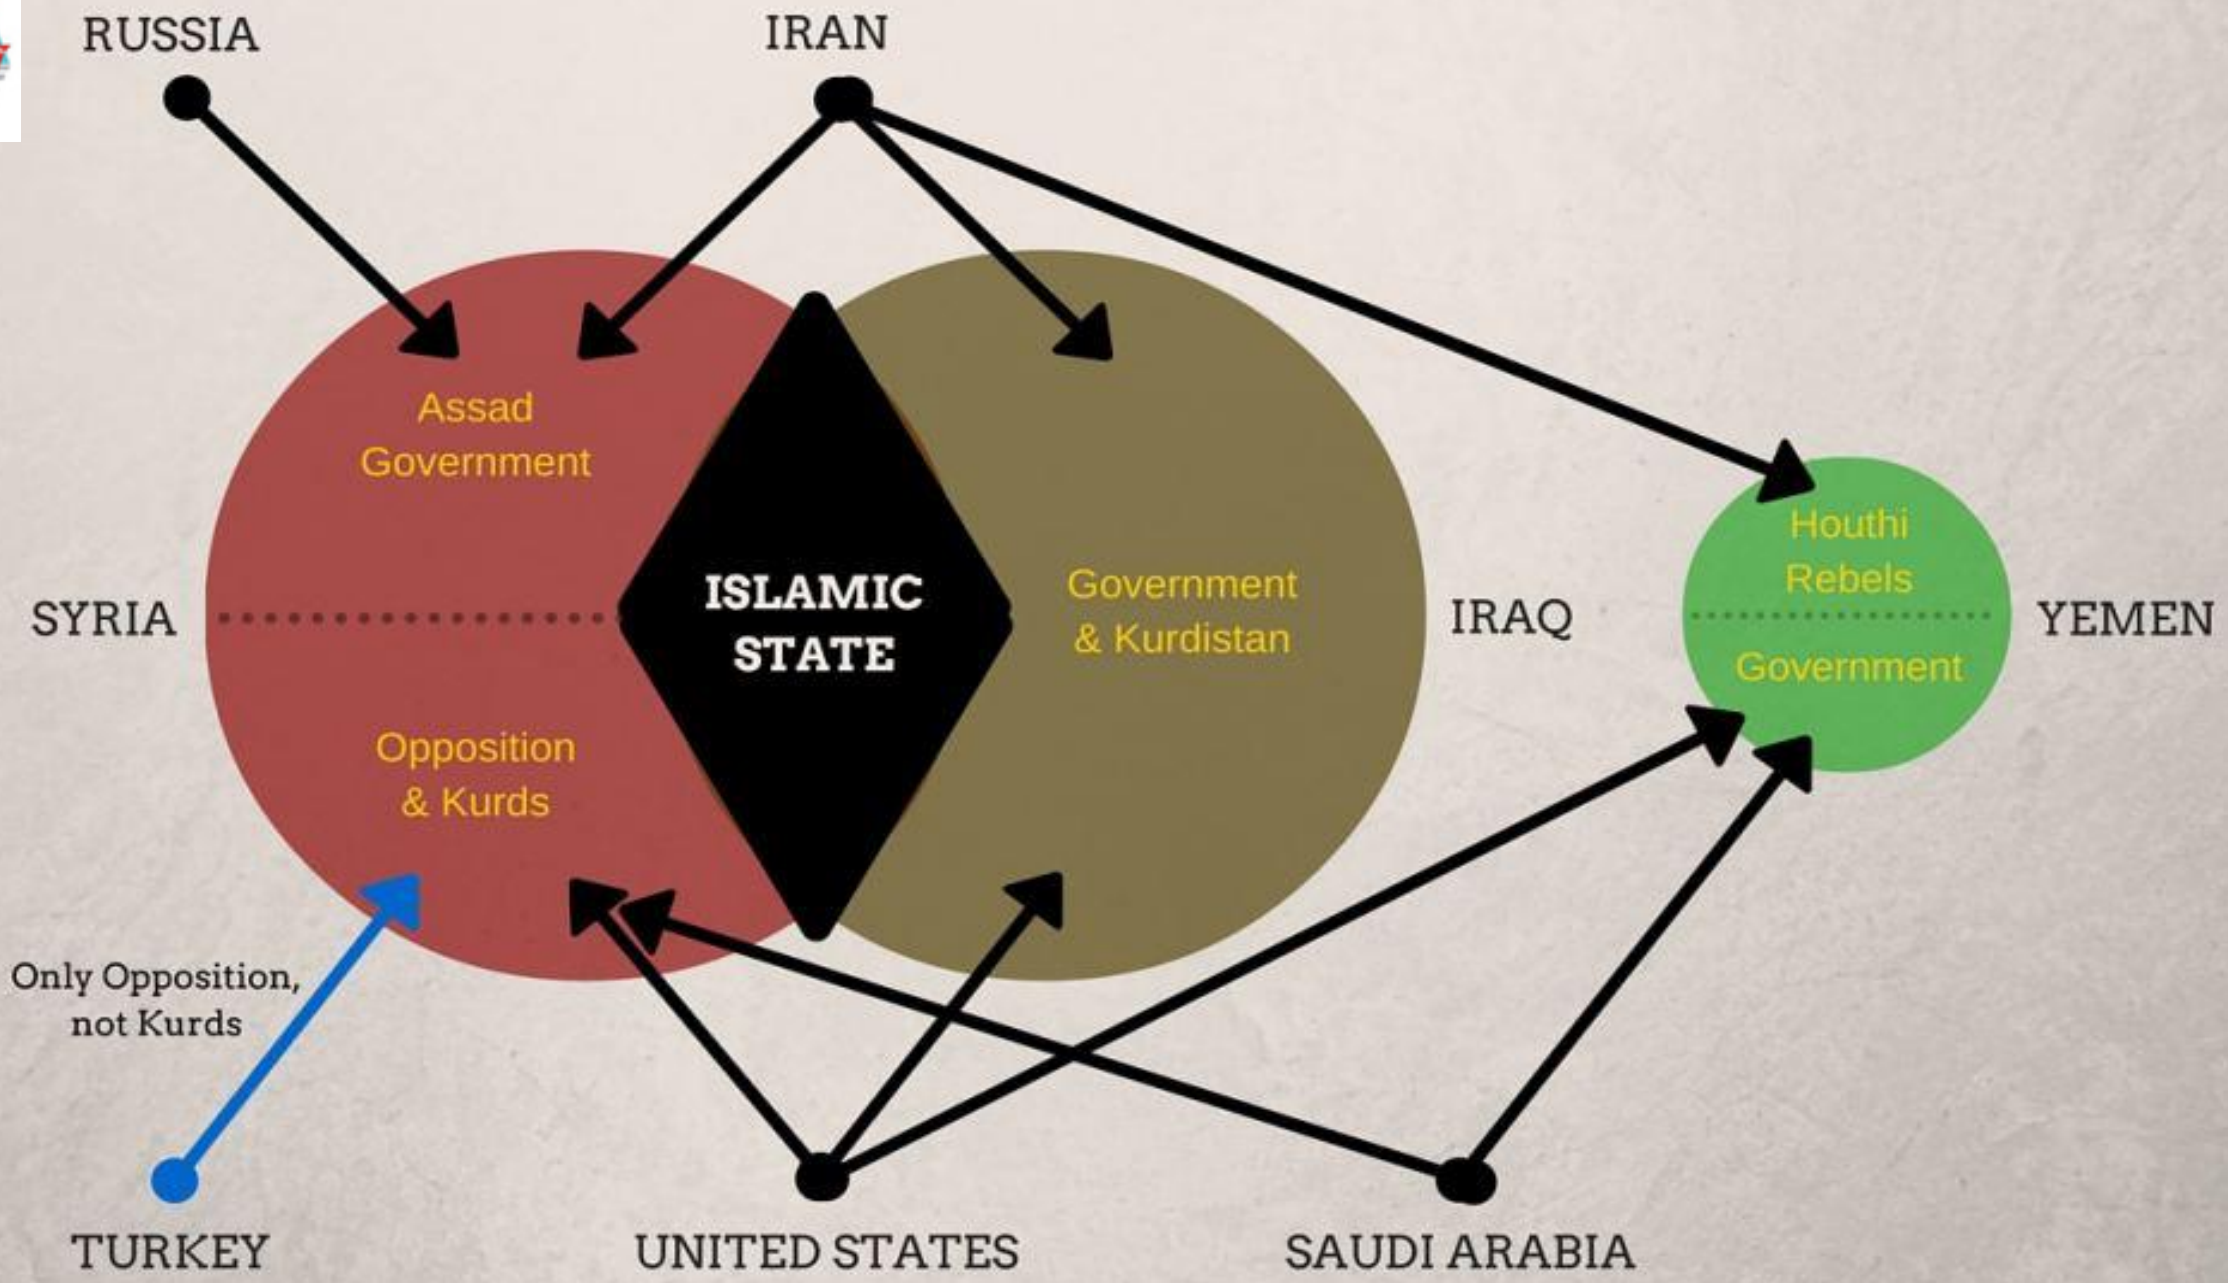 RUSSIA
IRAN
Assad
Government
SYRIA
ISLAMIC
STATE
Government
& Kurdistan
IRAQ
Houthi
Rebels
Government
YEMEN
Opposition
& Kurds
Only Opposition,
not Kurds
TURKEY
UNITED STATES
SAUDI ARABIA